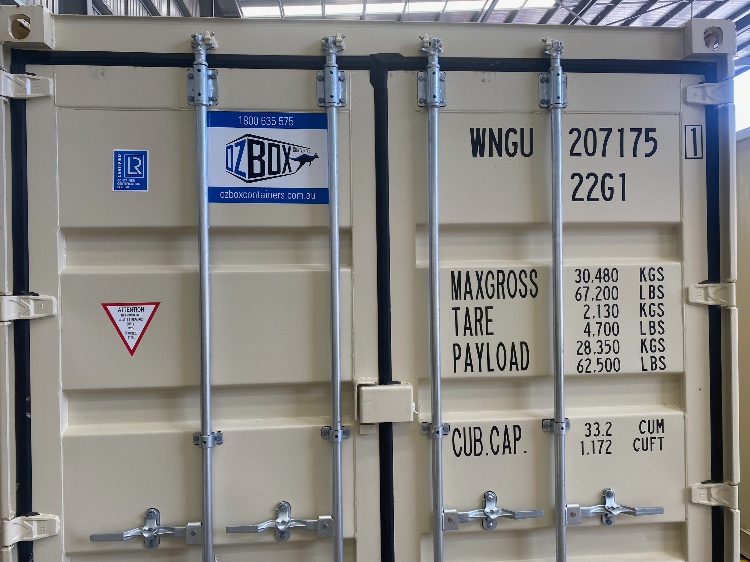 1800 635 575
OZBOX
ozboxcontainers.com.au
LR
ATTENTION
WNGU 207175 1
22G1
MAXGROSS 30.480 KGS
67.200 LBS
TARE 2.130 KGS
4.700 LBS
PAYLOAD 28.350 KGS
62.500 LBS
CUB.CAP. 33.2 CUM
1.172 CUFT